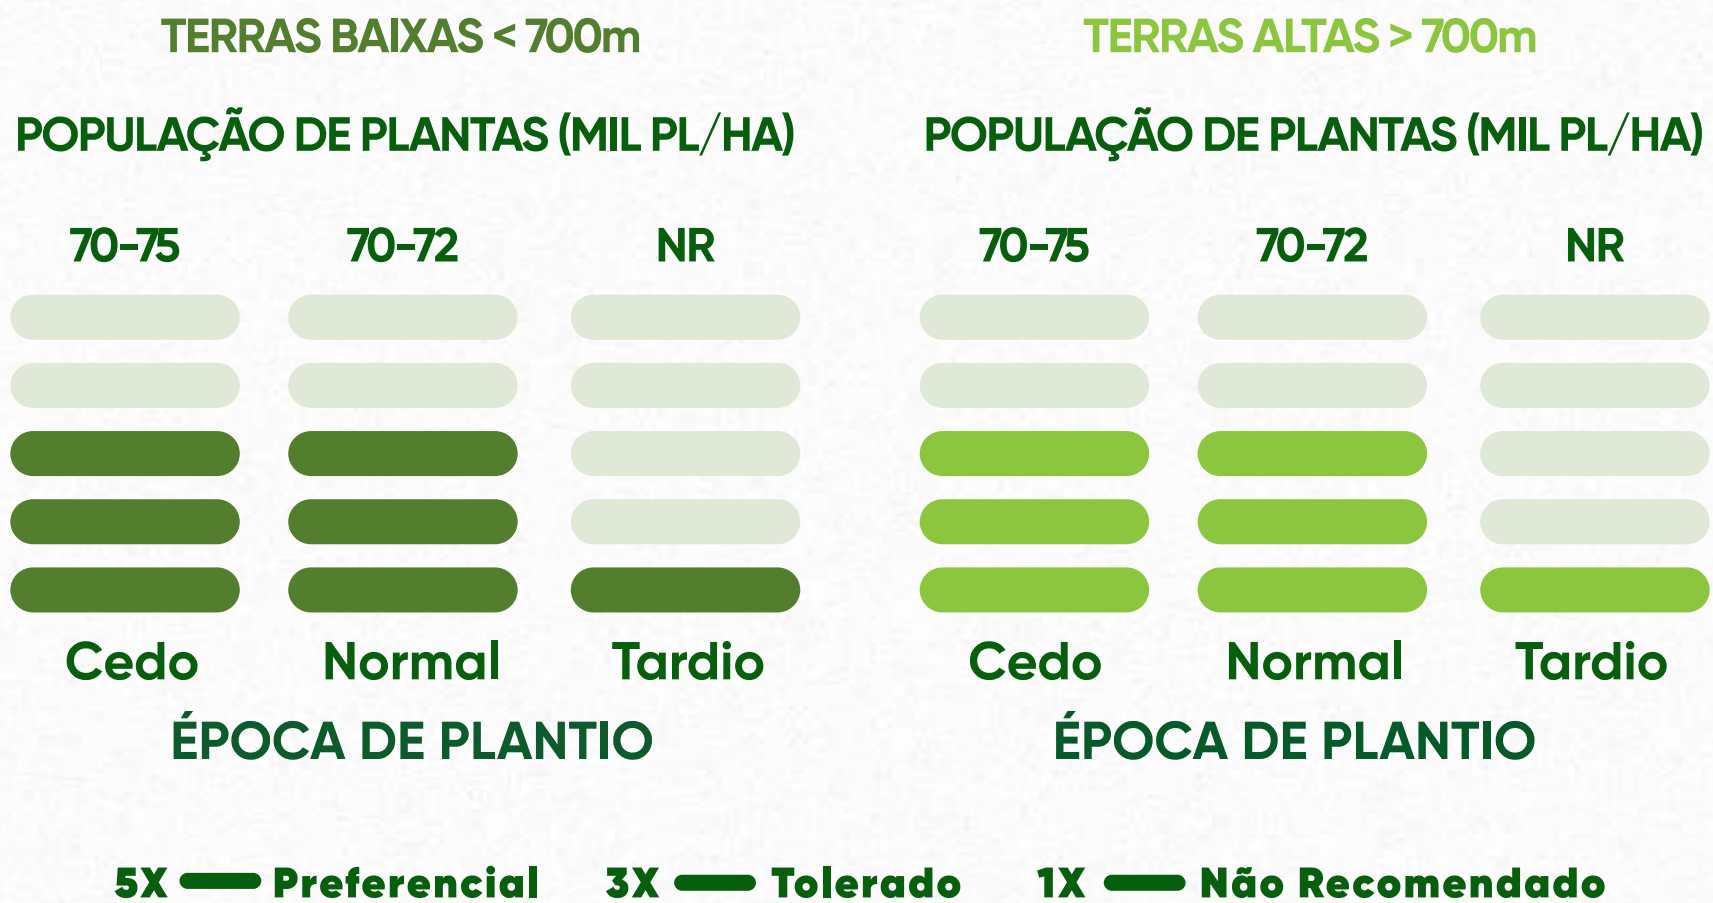 TERRAS BAIXAS < 700m
POPULAÇÃO DE PLANTAS (MIL PL/HA)
70-75 70-72 NR
Cedo Normal Tardio
ÉPOCA DE PLANTIO
TERRAS ALTAS > 700m
POPULAÇÃO DE PLANTAS (MIL PL/HA)
70-75 70-72 NR
Cedo Normal Tardio
ÉPOCA DE PLANTIO
5X Preferencial 3X Tolerado 1X Não Recomendado